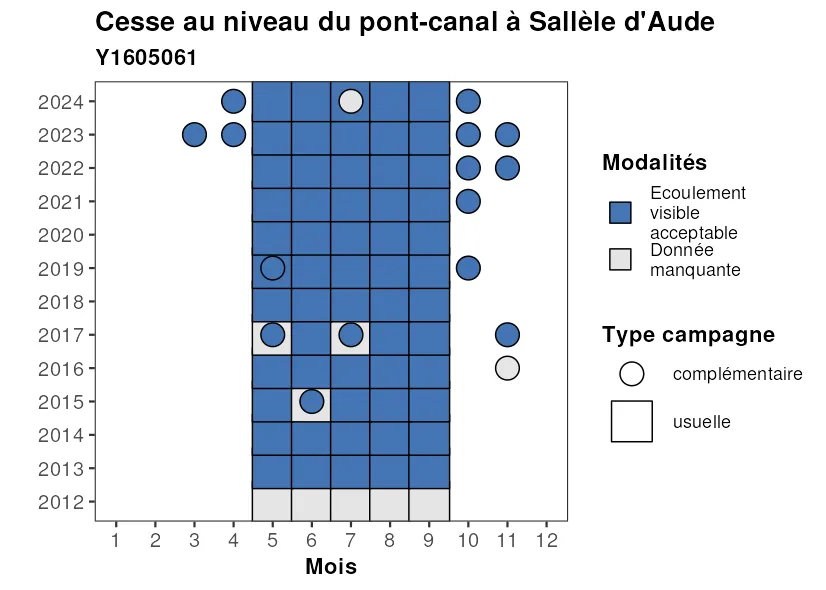 Cesse au niveau du pont-canal à Sallèle d'Aude
Y1605061
2024
2023
2022
2021
2020
2019
2018
2017
2016
2015
2014
2013
2012
1 2 3 4 5 6 7 8 9 10 11 12
Mois
Modalités
Ecoulement
visible
acceptable
Donnée
manquante
Type campagne
complémentaire
usuelle